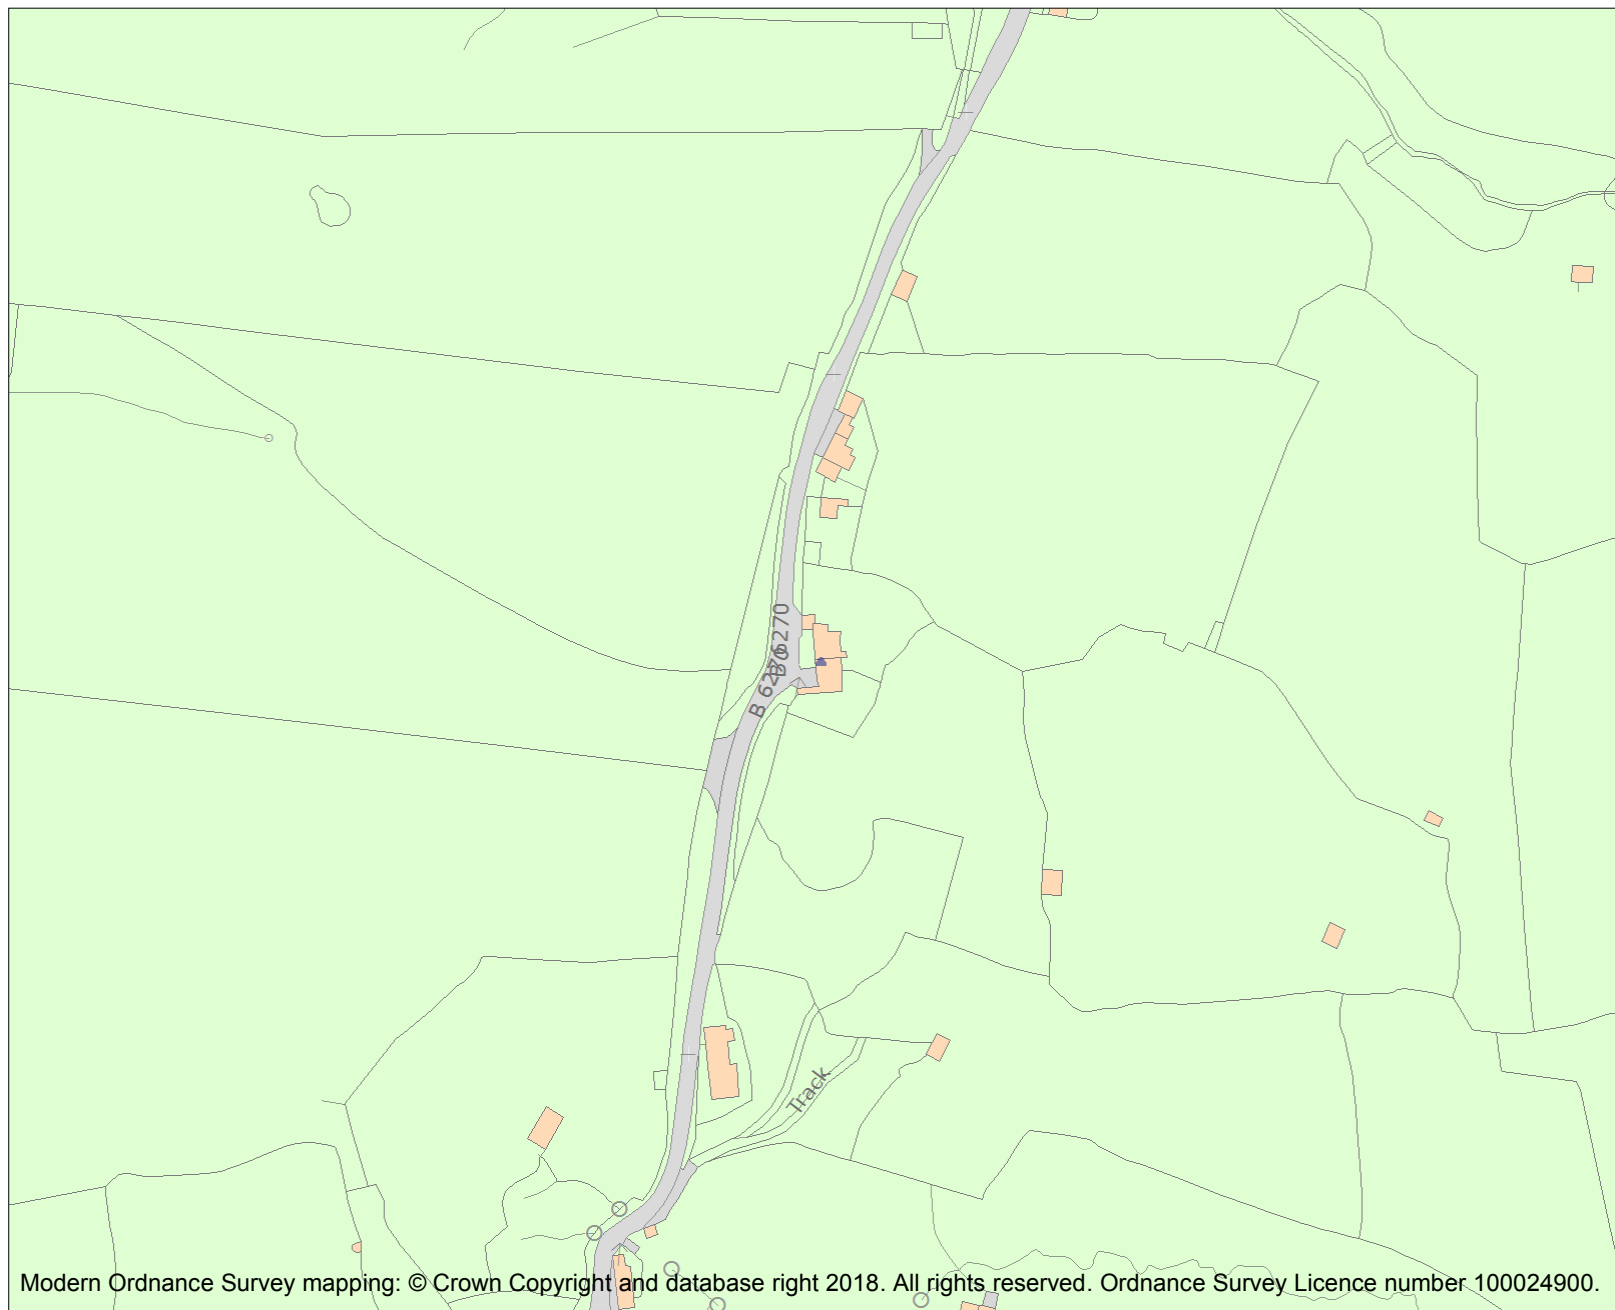 B 6270
B 6270
Track
Modern Ordnance Survey mapping: © Crown Copyright and database right 2018. All rights reserved. Ordnance Survey Licence number 100024900.